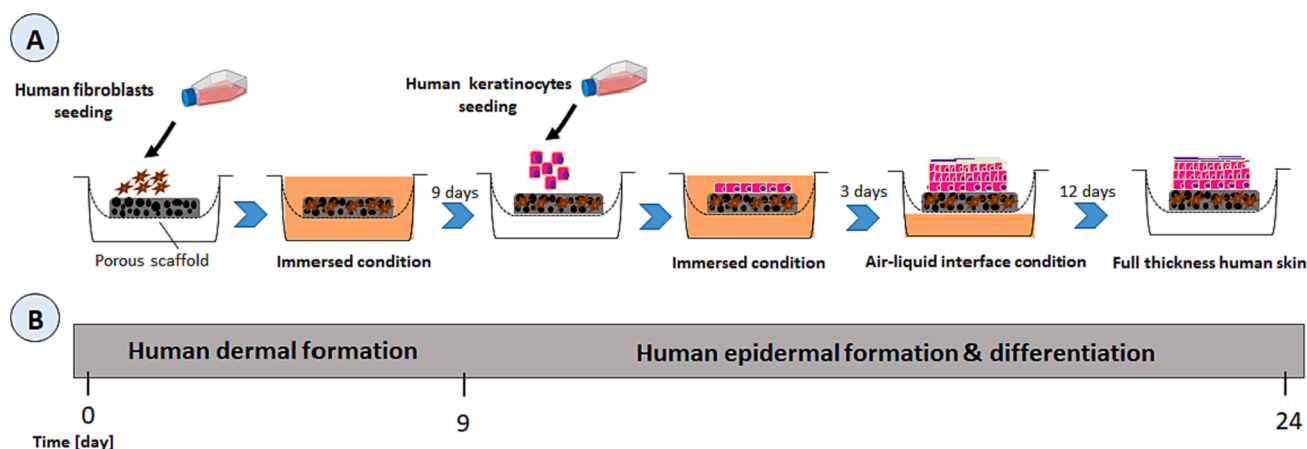 A
Human fibroblasts
seeding
Human keratinocytes
seeding
9 days
3 days
12 days
Porous scaffold
Immersed condition
Immersed condition
Air-liquid interface condition
Full thickness human skin
B
Human dermal formation
Human epidermal formation & differentiation
0
9
24
Time [day]